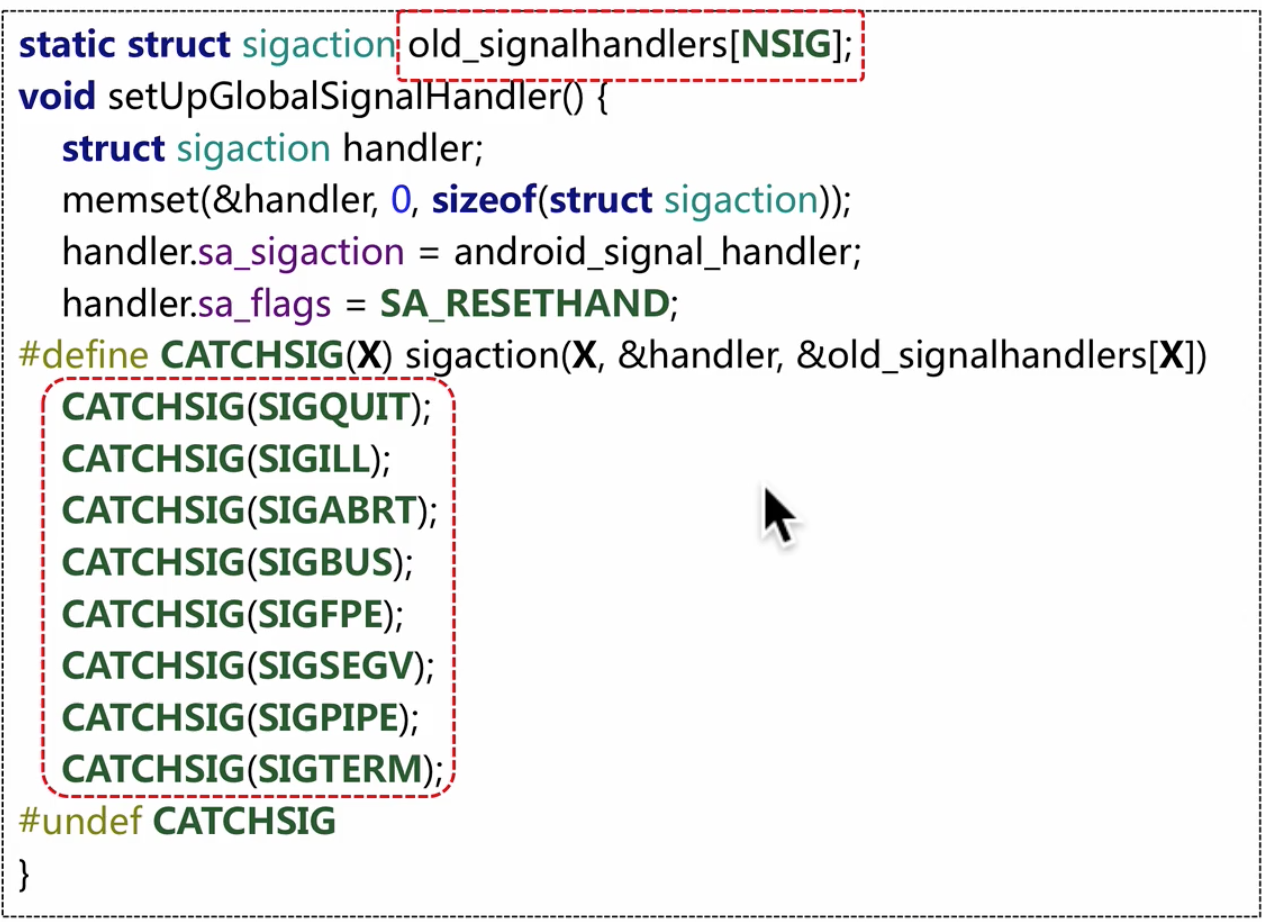 static struct sigaction old_signalhandlers[NSIG];
void setUpGlobalSignalHandler() {
    struct sigaction handler;
    memset(&handler, 0, sizeof(struct sigaction));
    handler.sa_sigaction = android_signal_handler;
    handler.sa_flags = SA_RESETHAND;
#define CATCHSIG(X) sigaction(X, &handler, &old_signalhandlers[X])
    CATCHSIG(SIGQUIT);
    CATCHSIG(SIGILL);
    CATCHSIG(SIGABRT);
    CATCHSIG(SIGBUS);
    CATCHSIG(SIGFPE);
    CATCHSIG(SIGSEGV);
    CATCHSIG(SIGPIPE);
    CATCHSIG(SIGTERM);
#undef CATCHSIG
}